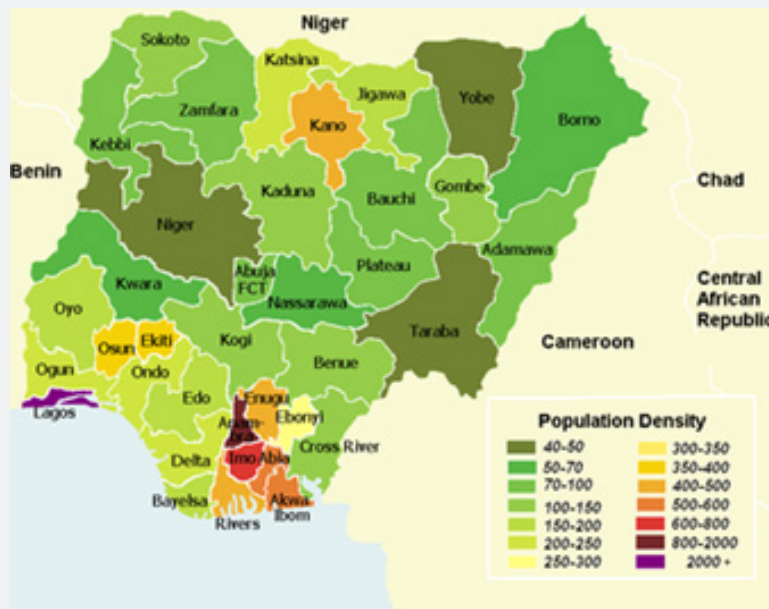 Niger
Sokoto
Katsina
Jigawa
Yobe
Zamfara
Borno
Kano
Kebbi
Benin
Chad
Kaduna
Gombe
Bauchi
Niger
Adamawa
Abuja
FCT
Plateau
Kwara
Nassarawa
Central
African
Republic
Oyo
Taraba
Cameroon
Osun
Ekiti
Kogi
Benue
Ogun
Ondo
Edo
Enugu
Lagos
Anam-
bra
Ebonyi
Cross River
Imo
Abia
Delta
Akwa
Ibom
Bayelsa
Rivers
Population Density
40-50
50-70
70-100
100-150
150-200
200-250
250-300
300-350
350-400
400-500
500-600
600-800
800-2000
2000 +